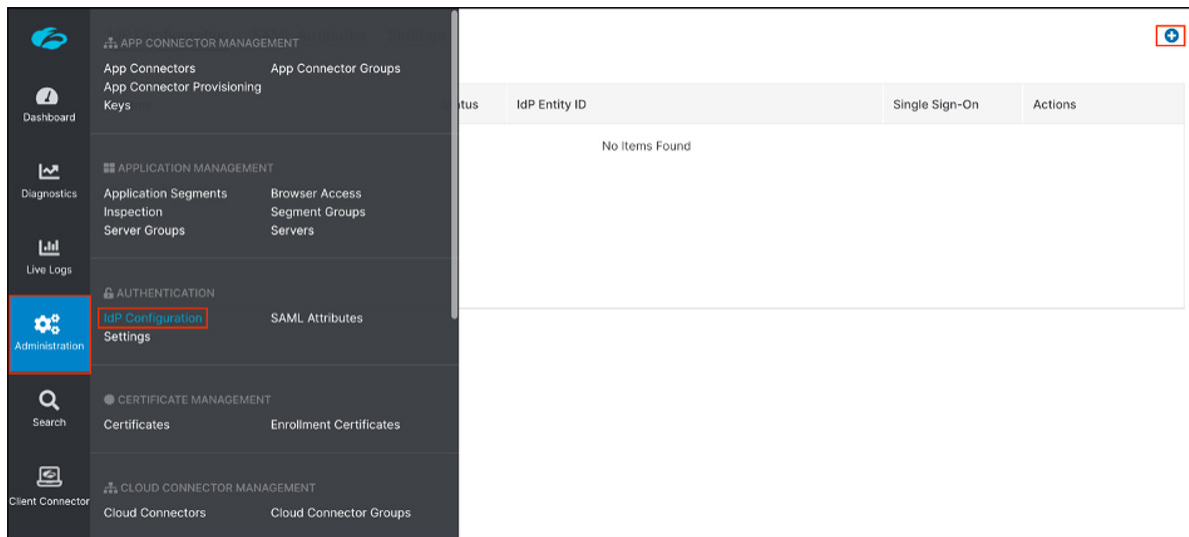 APP CONNECTOR MANAGEMENT
App Connectors App Connector Groups
App Connector Provisioning
Keys
APPLICATION MANAGEMENT
Application Segments Browser Access
Inspection Segment Groups
Server Groups Servers
AUTHENTICATION
IdP Configuration SAML Attributes
Settings
CERTIFICATE MANAGEMENT
Certificates Enrollment Certificates
CLOUD CONNECTOR MANAGEMENT
Cloud Connectors Cloud Connector Groups
Dashboard
Diagnostics
Live Logs
Administration
Search
Client Connector
tus IdP Entity ID Single Sign-On Actions
No Items Found